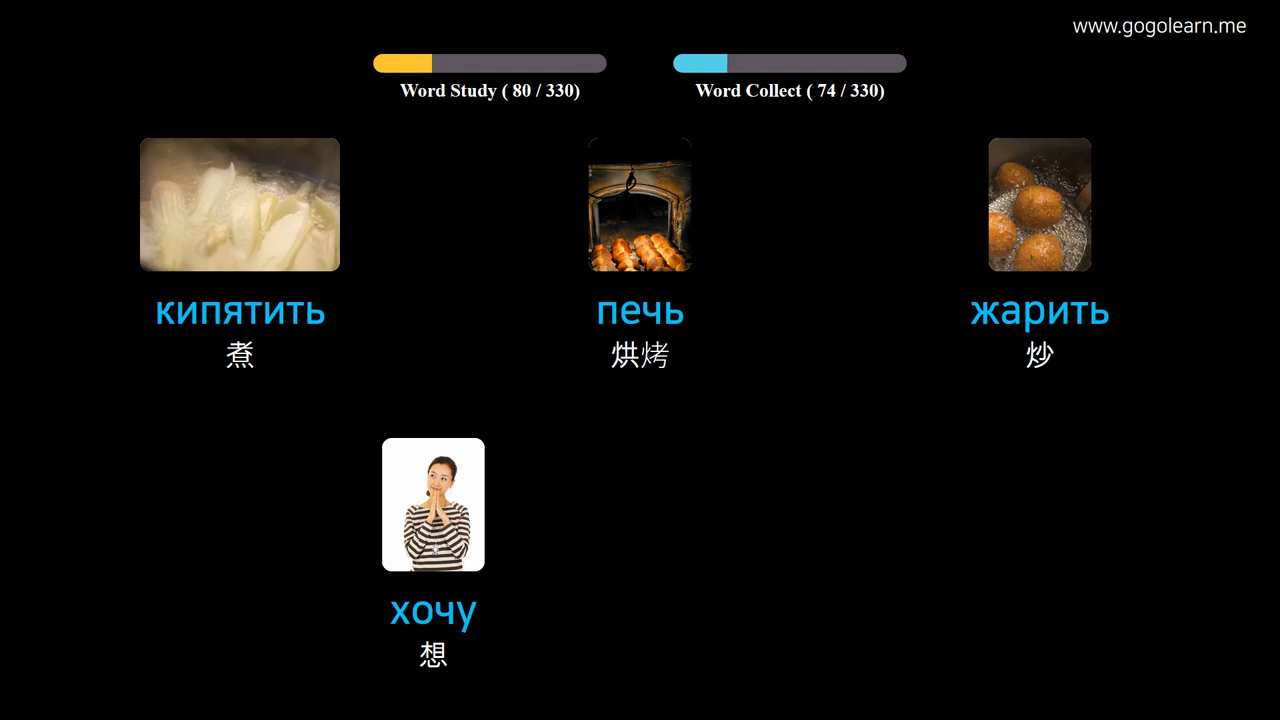 www.gogolearn.me
Word Study ( 80 / 330)
Word Collect ( 74 / 330)
кипятить
煮
печь
烘烤
жарить
炒
хочу
想